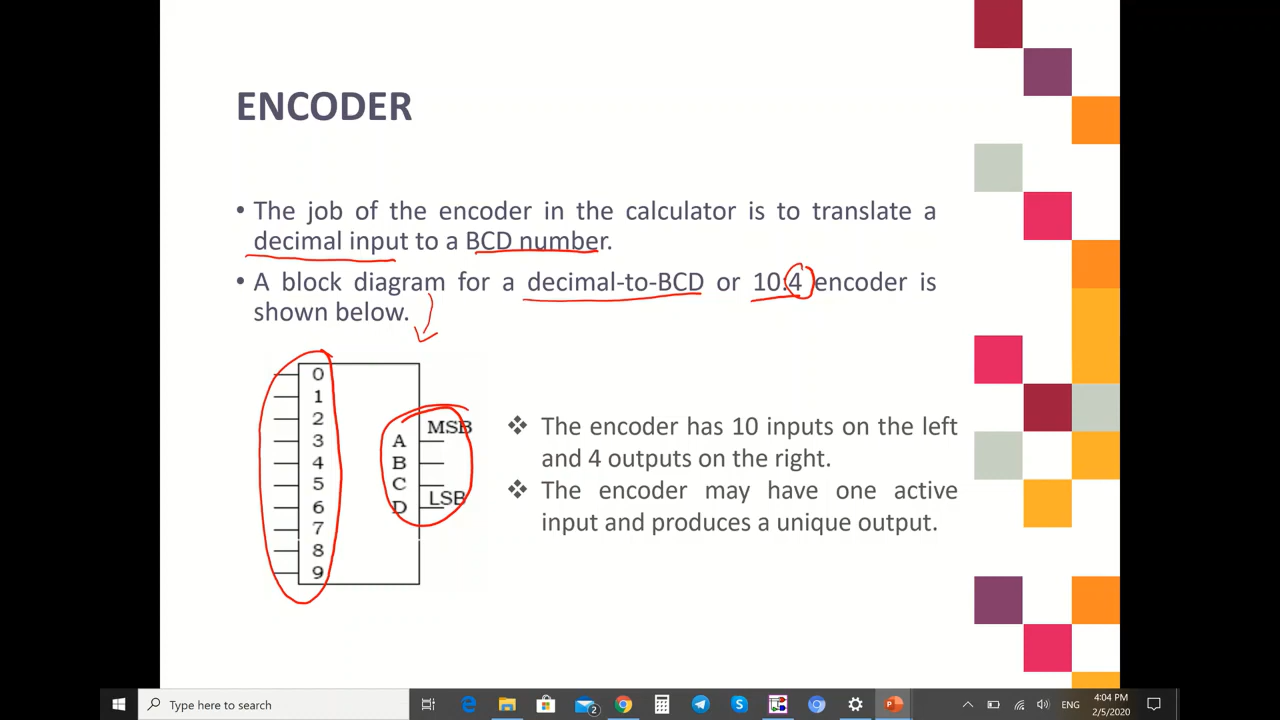 ENCODER
• The job of the encoder in the calculator is to translate a
decimal input to a BCD number.
• A block diagram for a decimal-to-BCD or 10:4 encoder is
shown below.
0
1
2
3
4
5
6
7
8
9
MSB
A
B
C
LSB
D
❖ The encoder has 10 inputs on the left
and 4 outputs on the right.
❖ The encoder may have one active
input and produces a unique output.
Type here to search
2
ENG
4:04 PM
2/5/2020